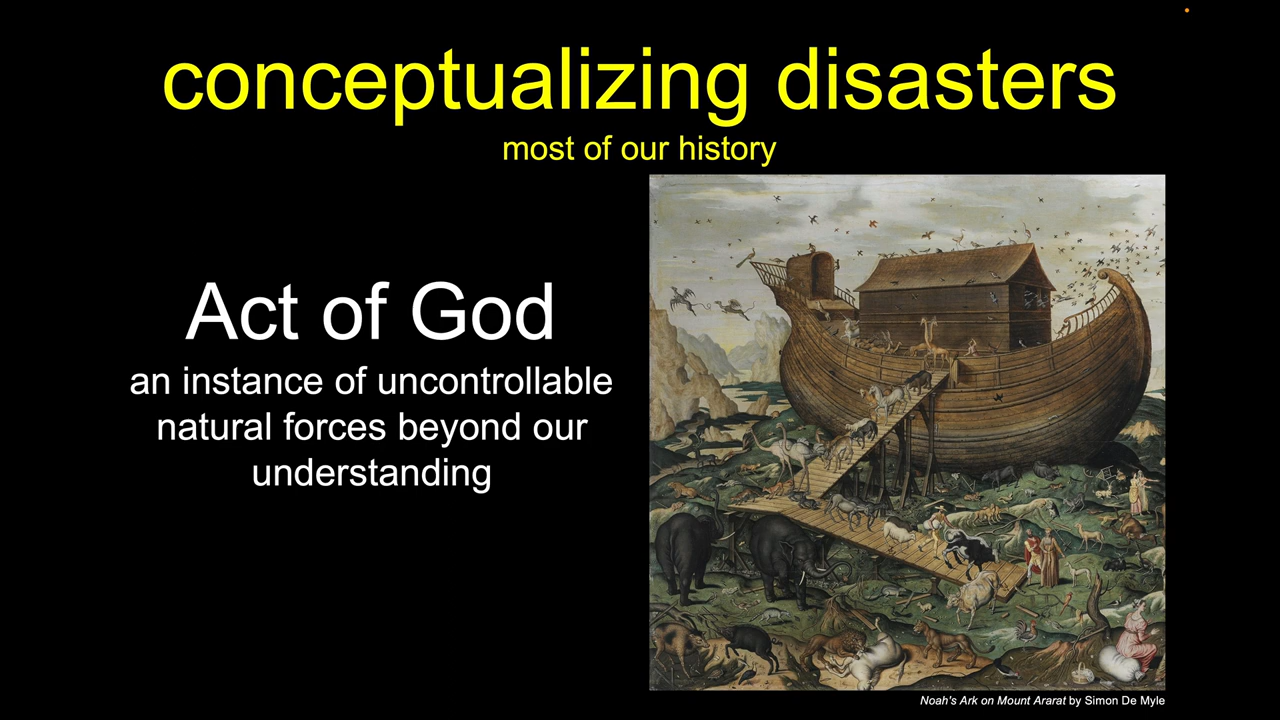 conceptualizing disasters
most of our history
Act of God
an instance of uncontrollable
natural forces beyond our
understanding
Noah's Ark on Mount Ararat by Simon De Myle